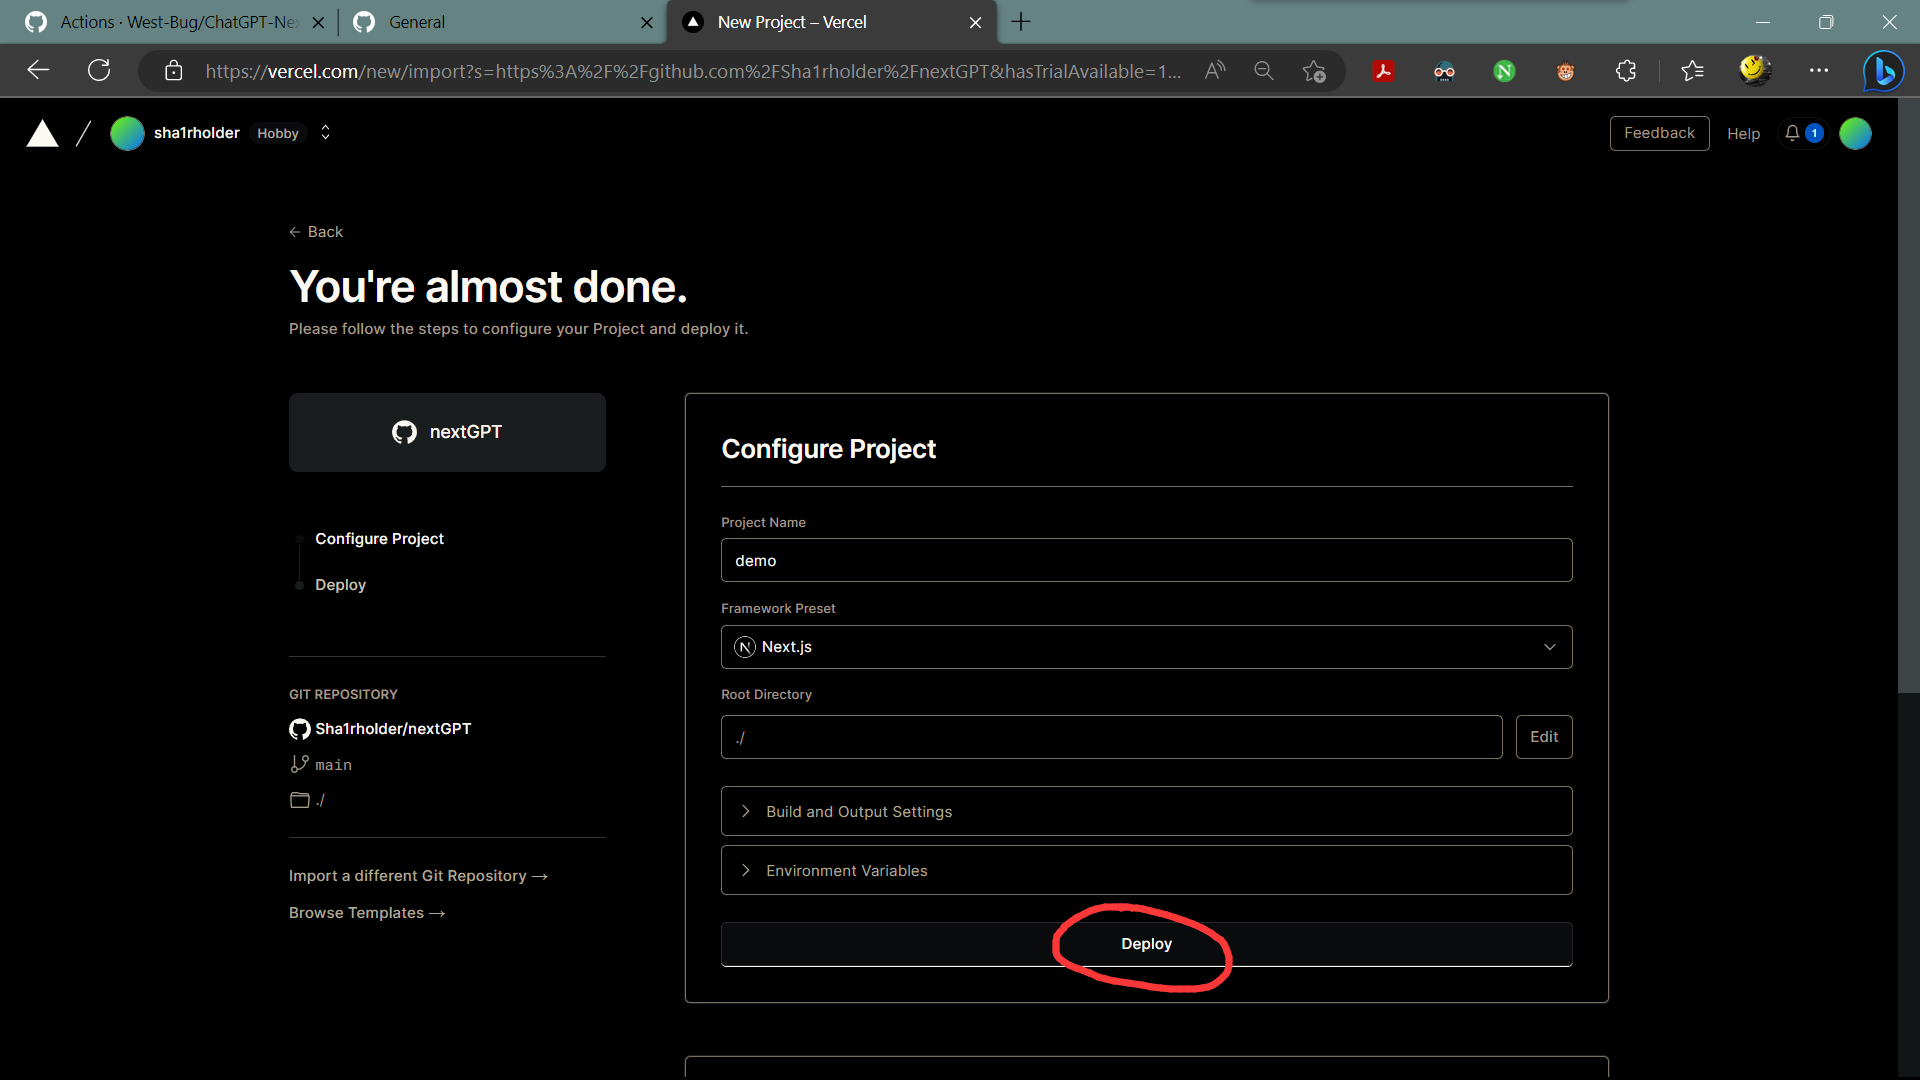 Actions · West-Bug/ChatGPT-Ne
General
New Project – Vercel
https://vercel.com/new/import?s=https%3A%2F%2Fgithub.com%2FSha1rholder%2FnextGPT&hasTrialAvailable=1...
sha1rholder
Hobby
Feedback
Help
1
← Back
You're almost done.
Please follow the steps to configure your Project and deploy it.
nextGPT
Configure Project
Deploy
GIT REPOSITORY
Sha1rholder/nextGPT
main
./
Import a different Git Repository →
Browse Templates →
Configure Project
Project Name
demo
Framework Preset
N Next.js
Root Directory
./
Edit
Build and Output Settings
Environment Variables
Deploy